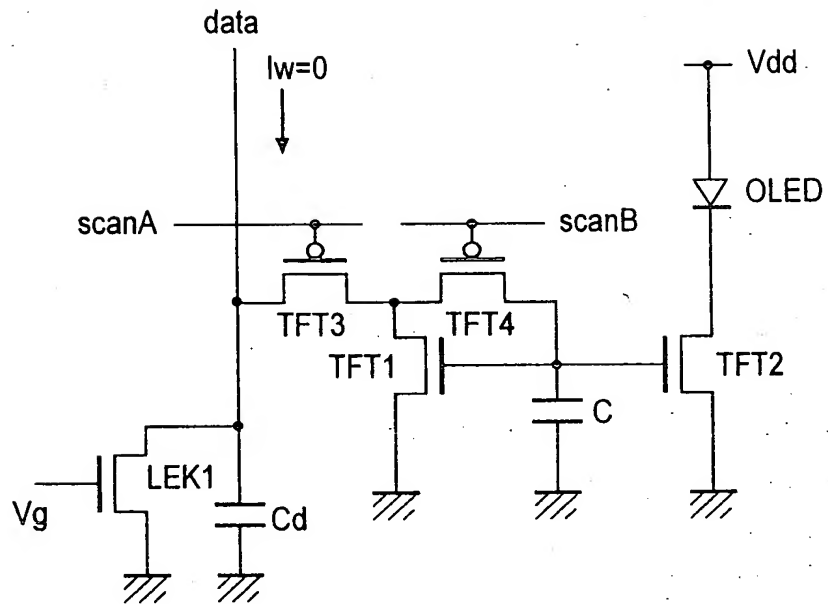 data
Iw=0
Vdd
OLED
scanA
scanB
TFT3
TFT4
TFT1
TFT2
C
LEK1
Vg
Cd